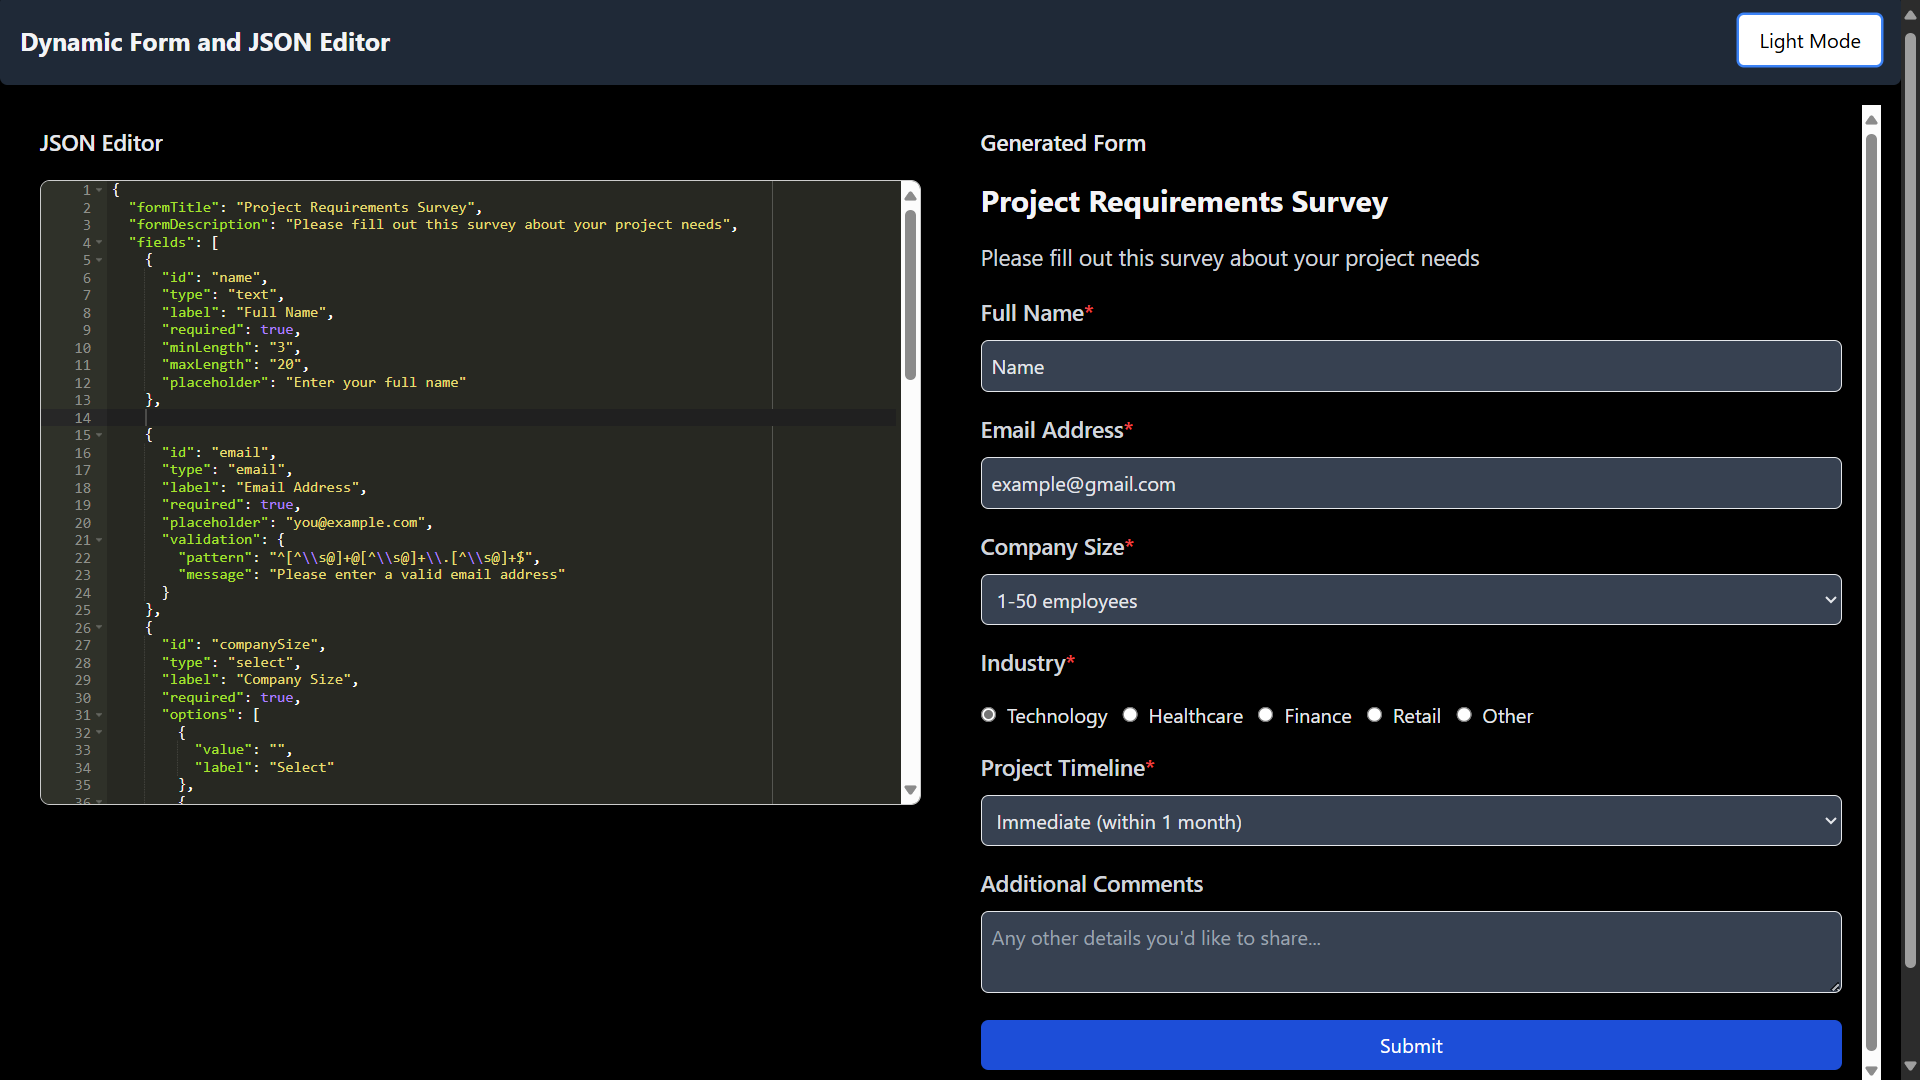 Dynamic Form and JSON Editor
Light Mode
JSON Editor
1 {
2 "formTitle": "Project Requirements Survey",
3 "formDescription": "Please fill out this survey about your project needs",
4 "fields": [
5 {
6 "id": "name",
7 "type": "text",
8 "label": "Full Name",
9 "required": true,
10 "minLength": "3",
11 "maxLength": "20",
12 "placeholder": "Enter your full name"
13 },
14
15 {
16 "id": "email",
17 "type": "email",
18 "label": "Email Address",
19 "required": true,
20 "placeholder": "you@example.com",
21 "validation": {
22 "pattern": "^[^\\s@]+@[^\\s@]+\\.[^\\s@]+$",
23 "message": "Please enter a valid email address"
24 }
25 },
26 {
27 "id": "companySize",
28 "type": "select",
29 "label": "Company Size",
30 "required": true,
31 "options": [
32 {
33 "value": "",
34 "label": "Select"
35 },
36 {
Generated Form
Project Requirements Survey
Please fill out this survey about your project needs
Full Name*
Name
Email Address*
example@gmail.com
Company Size*
1-50 employees
Industry*
Technology Healthcare Finance Retail Other
Project Timeline*
Immediate (within 1 month)
Additional Comments
Any other details you'd like to share...
Submit